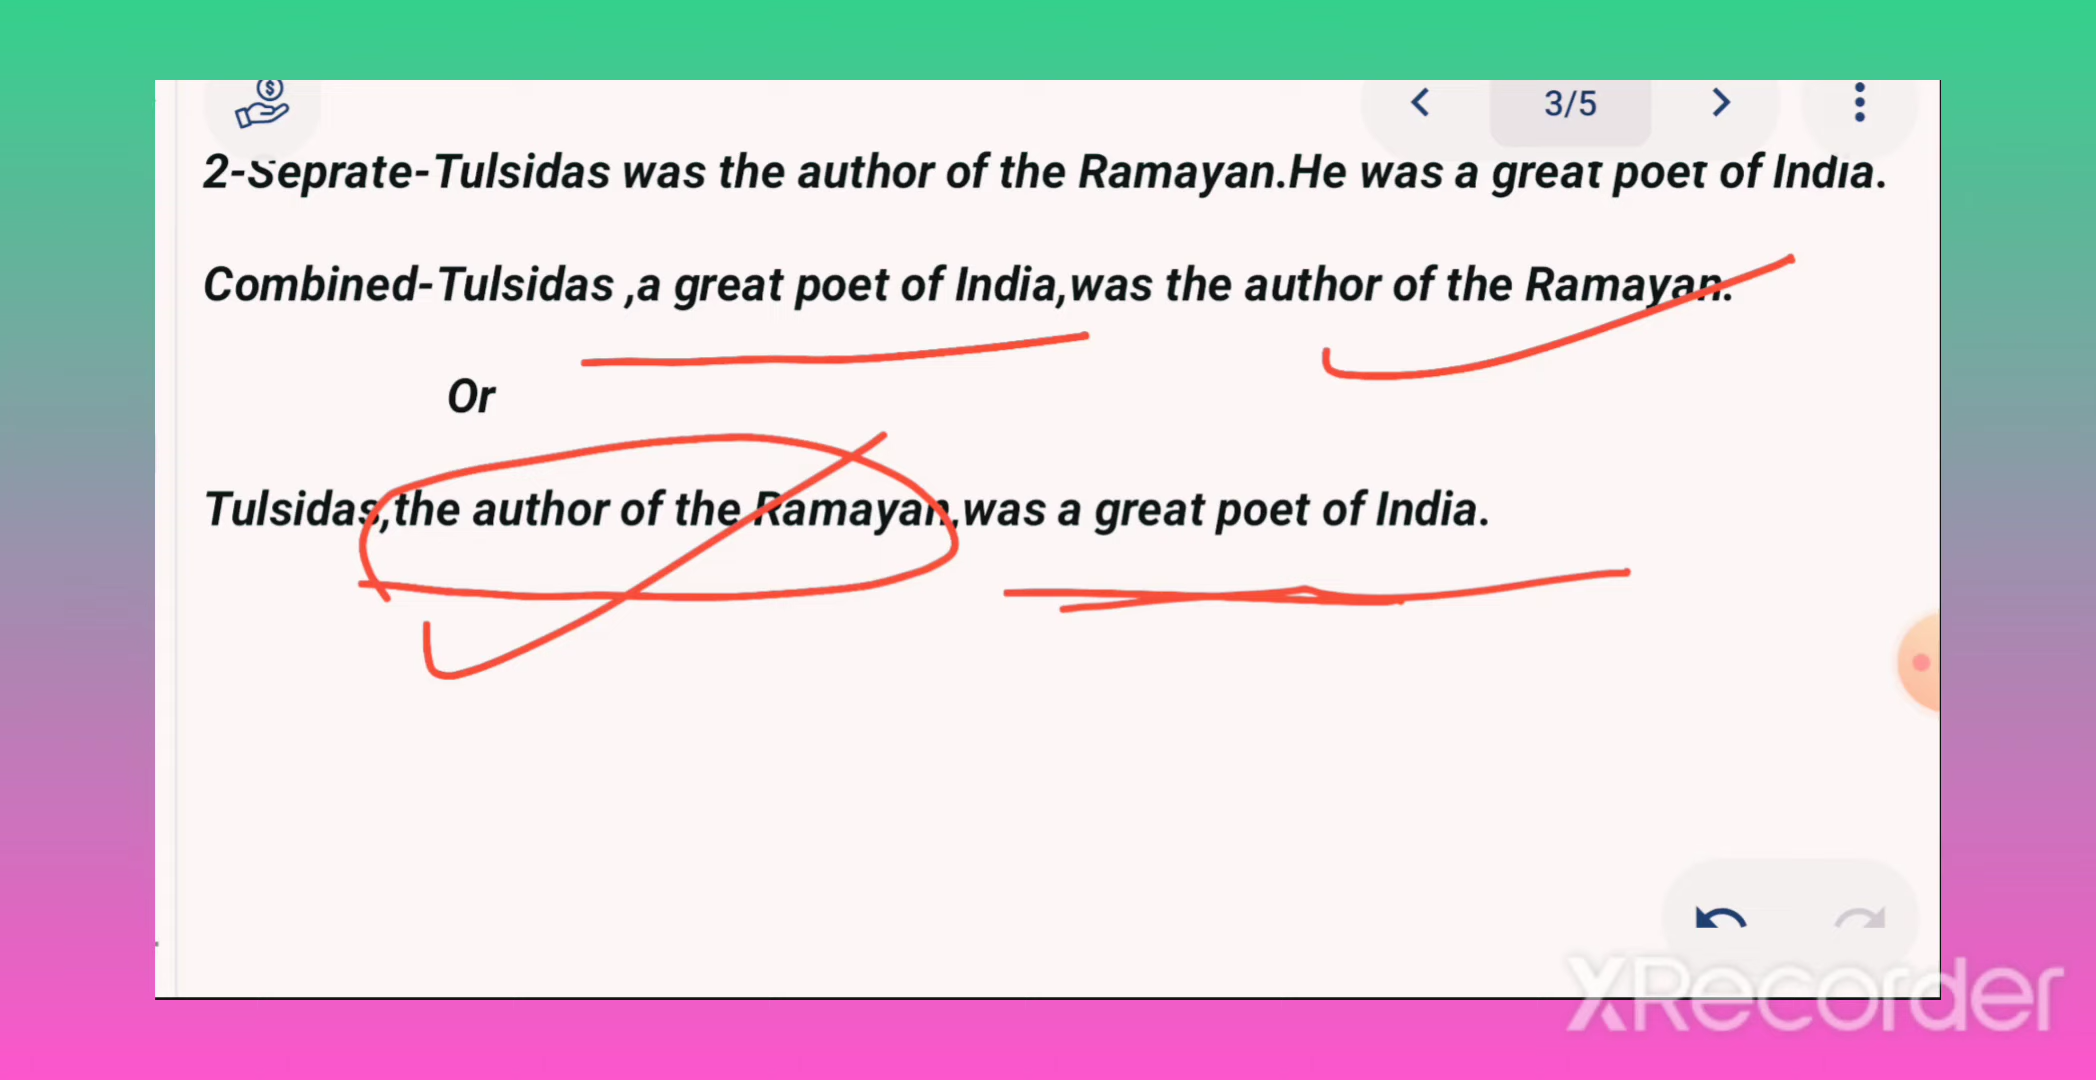 3/5
2-Seprate-Tulsidas was the author of the Ramayan.He was a great poet of India.
Combined-Tulsidas ,a great poet of India,was the author of the Ramayan.
Or
Tulsidas,the author of the Ramayan,was a great poet of India.
XRecorder